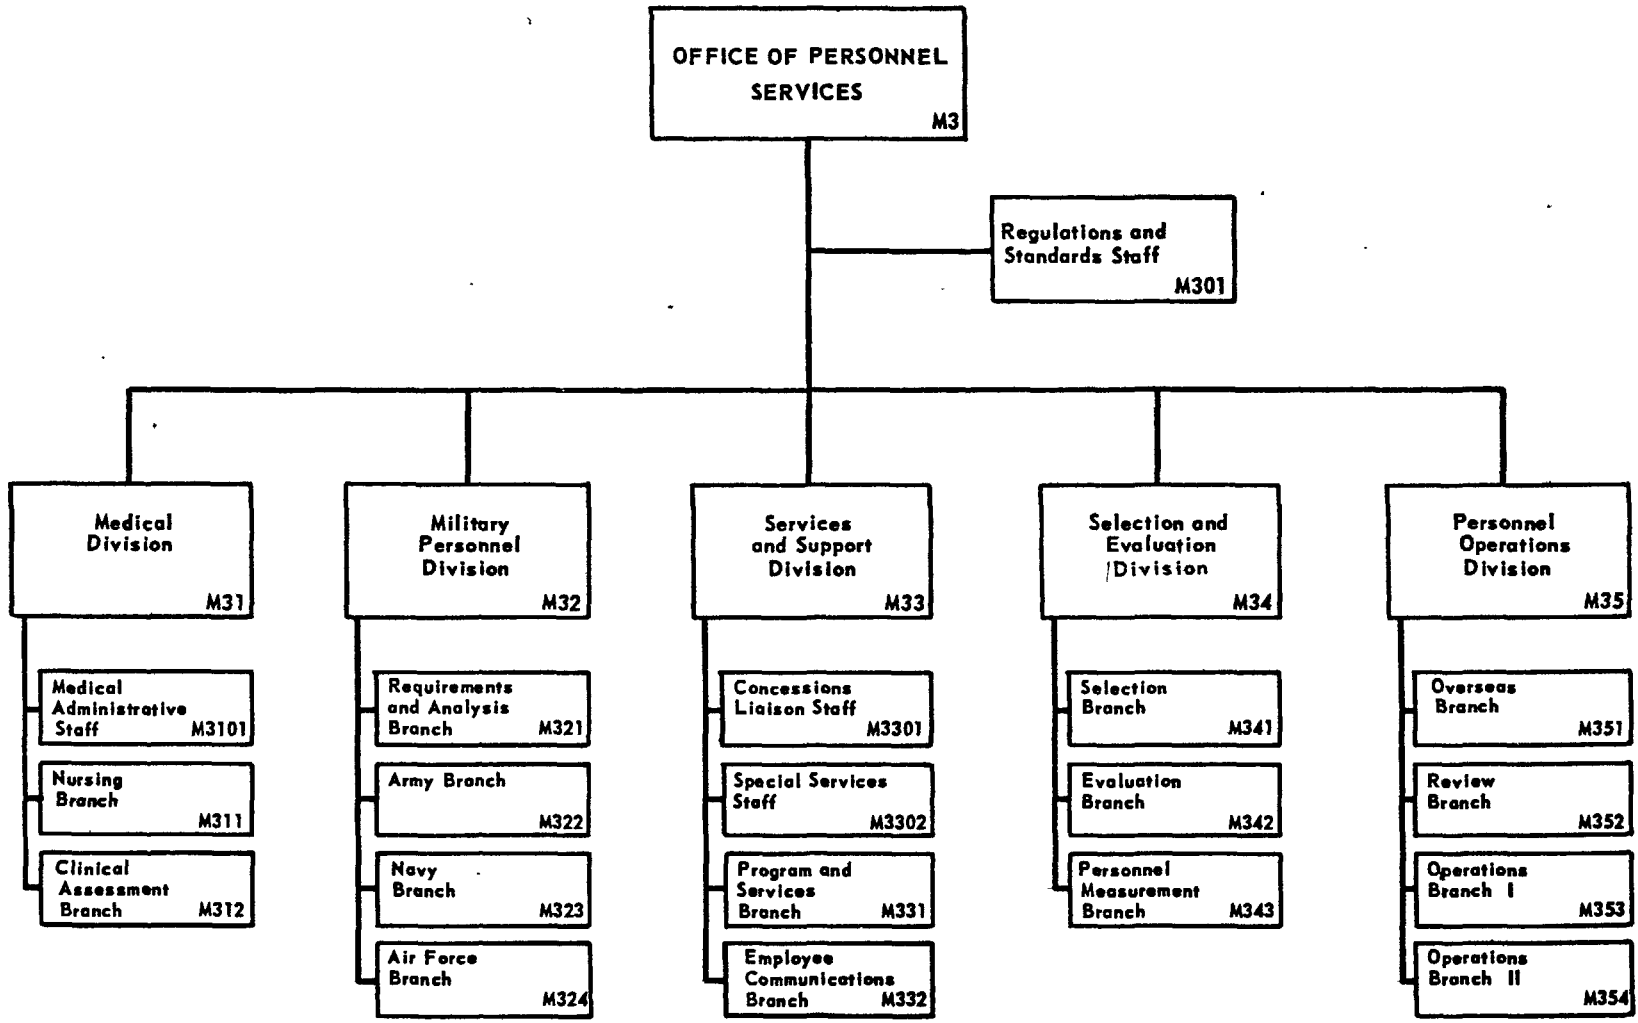 OFFICE OF PERSONNEL
SERVICES
M3
Regulations and
Standards Staff
M301
Medical
Division
M31
Military
Personnel
Division
M32
Services
and Support
Division
M33
Selection and
Evaluation
Division
M34
Personnel
Operations
Division
M35
Medical
Administrative
Staff M3101
Nursing
Branch
M311
Clinical
Assessment
Branch M312
Requirements
and Analysis
Branch M321
Army Branch
M322
Navy
Branch
M323
Air Force
Branch
M324
Concessions
Liaison Staff
M3301
Special Services
Staff
M3302
Program and
Services
Branch M331
Employee
Communications
Branch M332
Selection
Branch
M341
Evaluation
Branch
M342
Personnel
Measurement
Branch M343
Overseas
Branch
M351
Review
Branch
M352
Operations
Branch I
M353
Operations
Branch II
M354